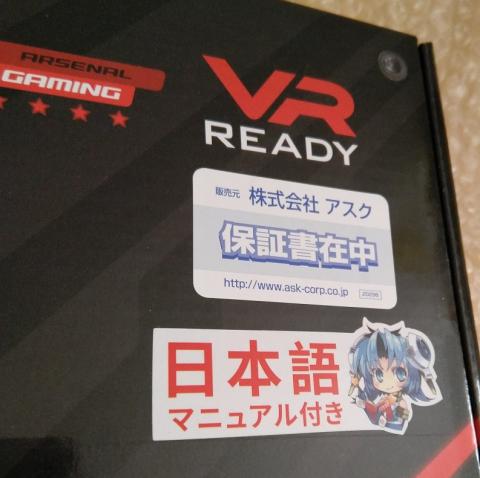 ARSENAL
GAMING
VR
READY
販売元 株式会社 アスク
保証書在中
http://www.ask-corp.co.jp
日本語
マニュアル付き